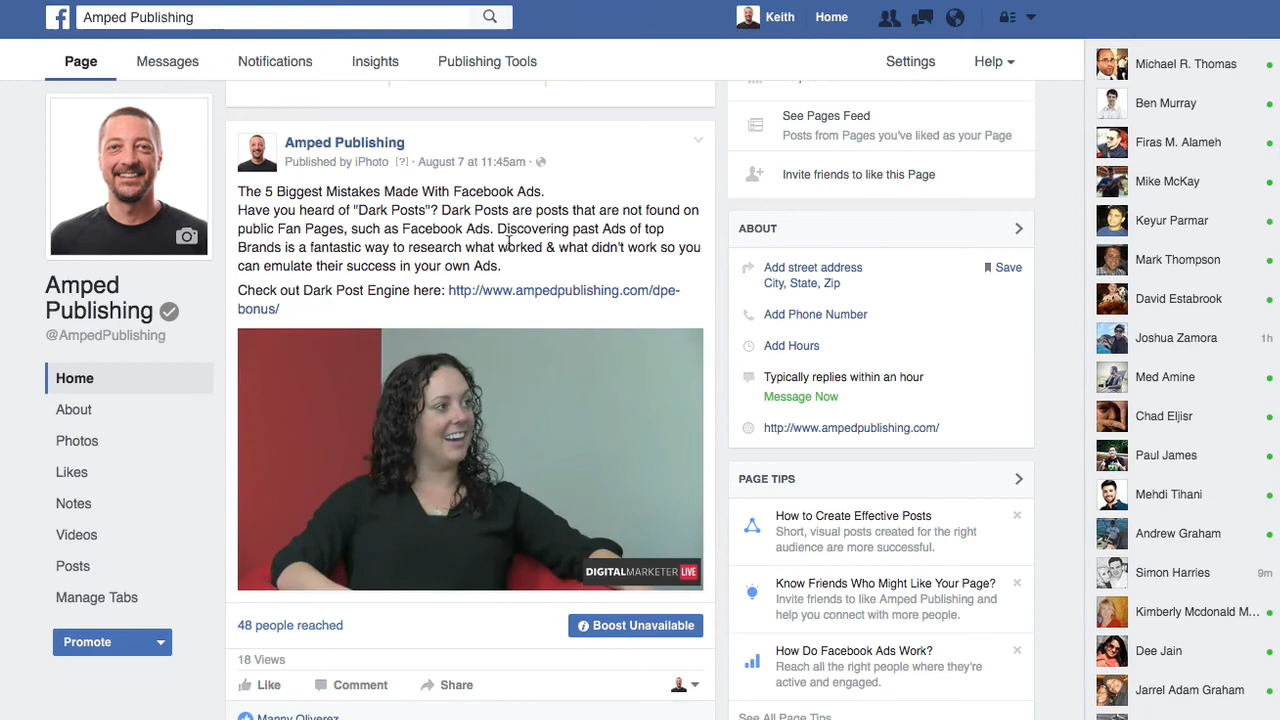 Amped Publishing
Keith
Home
Page
Messages
Notifications
Insights
Publishing Tools
Settings
Help
Amped
Publishing
@AmpedPublishing
Home
About
Photos
Likes
Notes
Videos
Posts
Manage Tabs
Promote
Amped Publishing
Published by iPhoto [?] · August 7 at 11:45am ·
The 5 Biggest Mistakes Made With Facebook Ads.
Have you heard of "Dark Posts"? Dark Posts are posts that are not found on
public Fan Pages, such as Facebook Ads. Discovering past Ads of top
Brands is a fantastic way to research what worked & what didn't work so you
can emulate their success in your own Ads.
Check out Dark Post Engine here: http://www.ampedpublishing.com/dpe-
bonus/
DIGITALMARKETER LIVE
48 people reached
Boost Unavailable
18 Views
Like
Comment
Share
Manny Oliverez
See Pages Feed
Posts from Pages you've liked as your Page
Invite friends to like this Page
ABOUT
Add street address
City, State, Zip
Save
Add Phone Number
Add Hours
Typically replies within an hour
Message Now
http://www.ampedpublishing.com/
PAGE TIPS
How to Create Effective Posts
Short, visual posts created for the right
audience are more successful.
Know Friends Who Might Like Your Page?
Invite friends to like Amped Publishing and
help you connect with more people.
How Do Facebook Ads Work?
Reach all the right people where they're
active and engaged.
See All Page Tips
Michael R. Thomas
Ben Murray
Firas M. Alameh
Mike McKay
Keyur Parmar
Mark Thompson
David Estabrook
Joshua Zamora 1h
Med Amine
Chad Eljisr
Paul James
Mehdi Tihani
Andrew Graham
Simon Harries 9m
Kimberly Mcdonald M...
Dee Jain
Jarrel Adam Graham